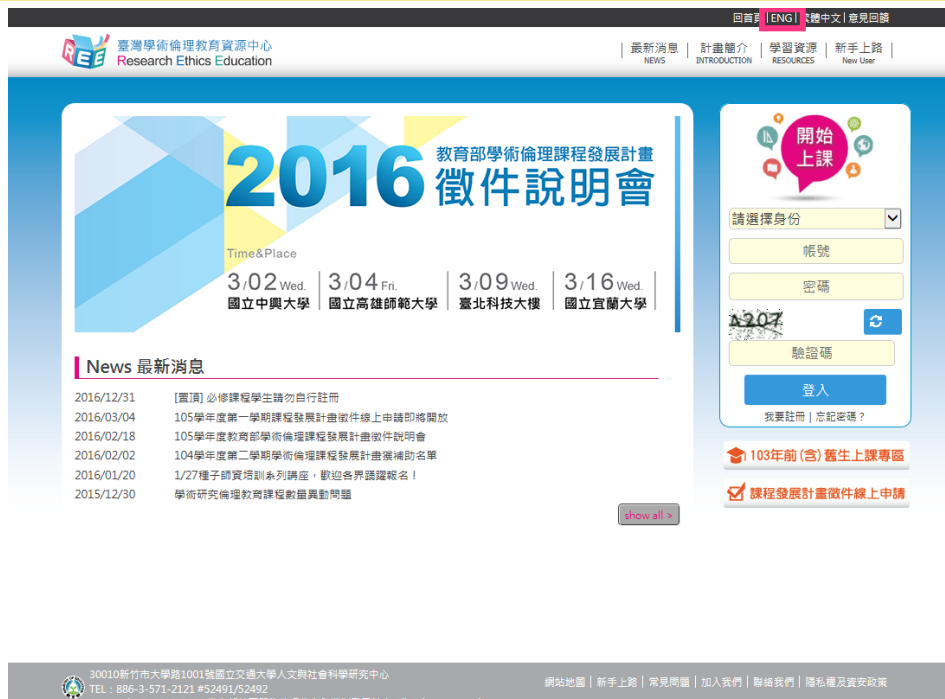 回首頁 | ENG | 繁體中文 | 意見回饋
臺灣學術倫理教育資源中心
Research Ethics Education
最新消息 | 計畫簡介 | 學習資源 | 新手上路
NEWS INTRODUCTION RESOURCES New User
2016 教育部學術倫理課程發展計畫
徵件說明會
Time&Place
3/02 Wed. 3/04 Fri. 3/09 Wed. 3/16 Wed.
國立中興大學 國立高雄師範大學 臺北科技大樓 國立宜蘭大學
開始
上課
請選擇身份
帳號
密碼
驗證碼
登入
我要註冊 | 忘記密碼？
103年前(含)舊生上課專區
課程發展計畫徵件線上申請
News 最新消息
2016/12/31 [置頂] 必修課程學生請勿自行註冊
2016/03/04 105學年度第一學期課程發展計畫徵件線上申請即將開放
2016/02/18 105學年度教育部學術倫理課程發展計畫徵件說明會
2016/02/02 104學年度第二學期學術倫理課程發展計畫獲補助名單
2016/01/20 1/27種子師資培訓系列講座，歡迎各界踴躍報名！
2015/12/30 學術研究倫理教育課程數量異動問題
show all >
30010新竹市大學路1001號國立交通大學人文與社會科學研究中心
TEL : 886-3-571-2121 #52491/52492
網站地圖 | 新手上路 | 常見問題 | 加入我們 | 聯絡我們 | 隱私權及資安政策